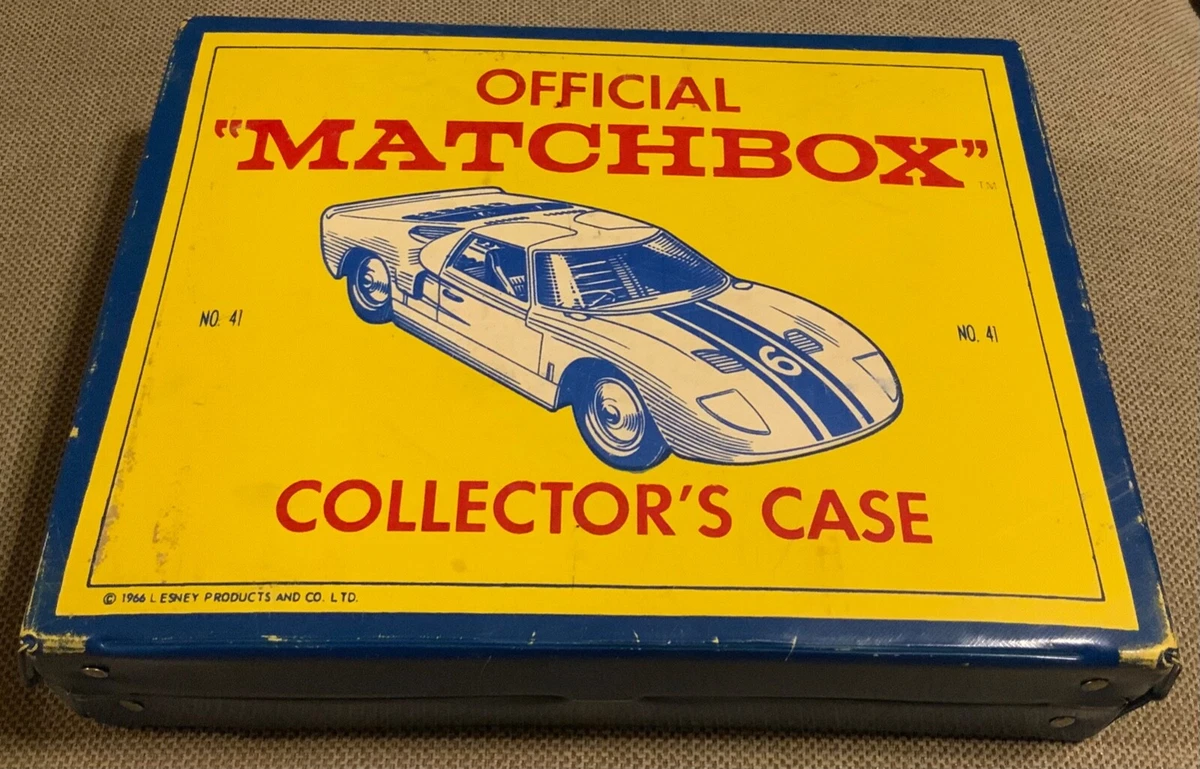 OFFICIAL
"MATCHBOX"
TM
NO. 41
NO. 41
6
COLLECTOR'S CASE
© 1966 LESNEY PRODUCTS AND CO. LTD.